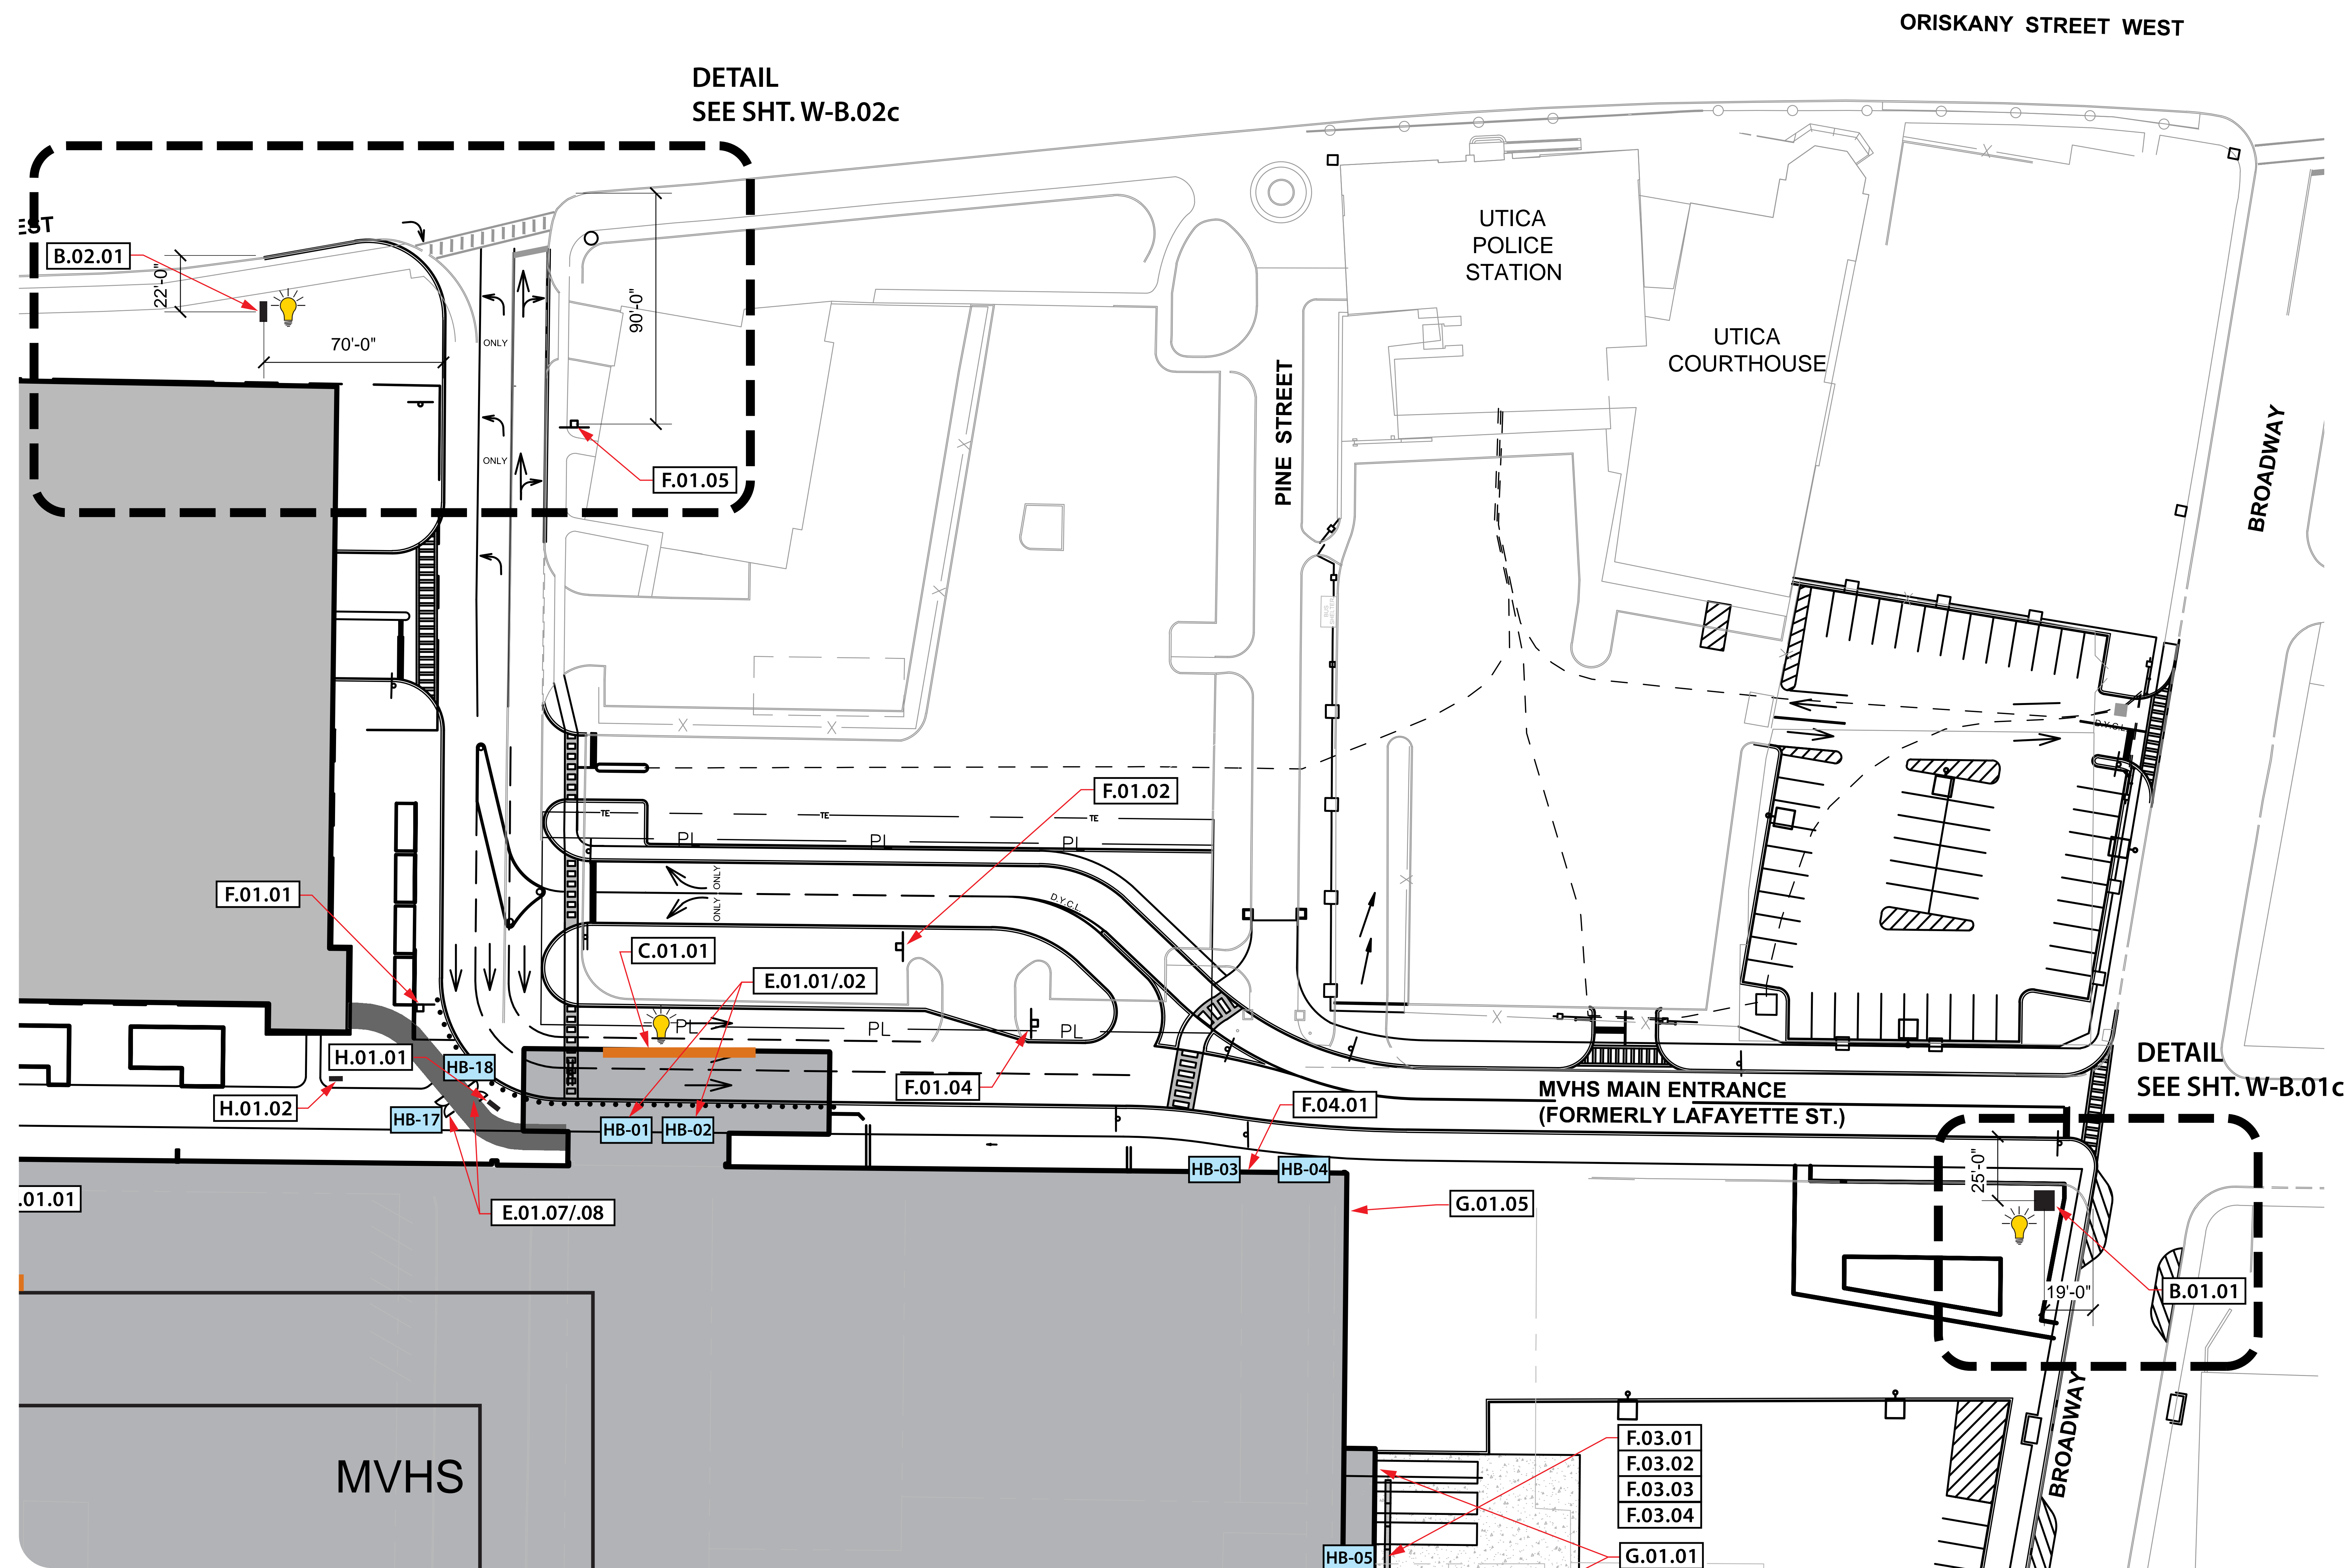 ORISKANY STREET WEST
DETAIL
SEE SHT. W-B.02c
EST
B.02.01
22'-0"
70'-0"
90'-0"
ONLY
ONLY
F.01.05
UTICA
POLICE
STATION
UTICA
COURTHOUSE
PINE STREET
BROADWAY
BUS
SHELTER
D.Y.C.L.
F.01.02
TE
TE
TE
PL
PL
PL
ONLY
ONLY
D.Y.C.L.
F.01.01
C.01.01
E.01.01/.02
PL
PL
PL
H.01.01
HB-18
H.01.02
HB-17
HB-01
HB-02
F.01.04
F.04.01
MVHS MAIN ENTRANCE
(FORMERLY LAFAYETTE ST.)
DETAIL
SEE SHT. W-B.01c
HB-03
HB-04
25'-0"
19'-0"
B.01.01
.01.01
E.01.07/.08
G.01.05
BROADWAY
MVHS
F.03.01
F.03.02
F.03.03
F.03.04
HB-05
G.01.01